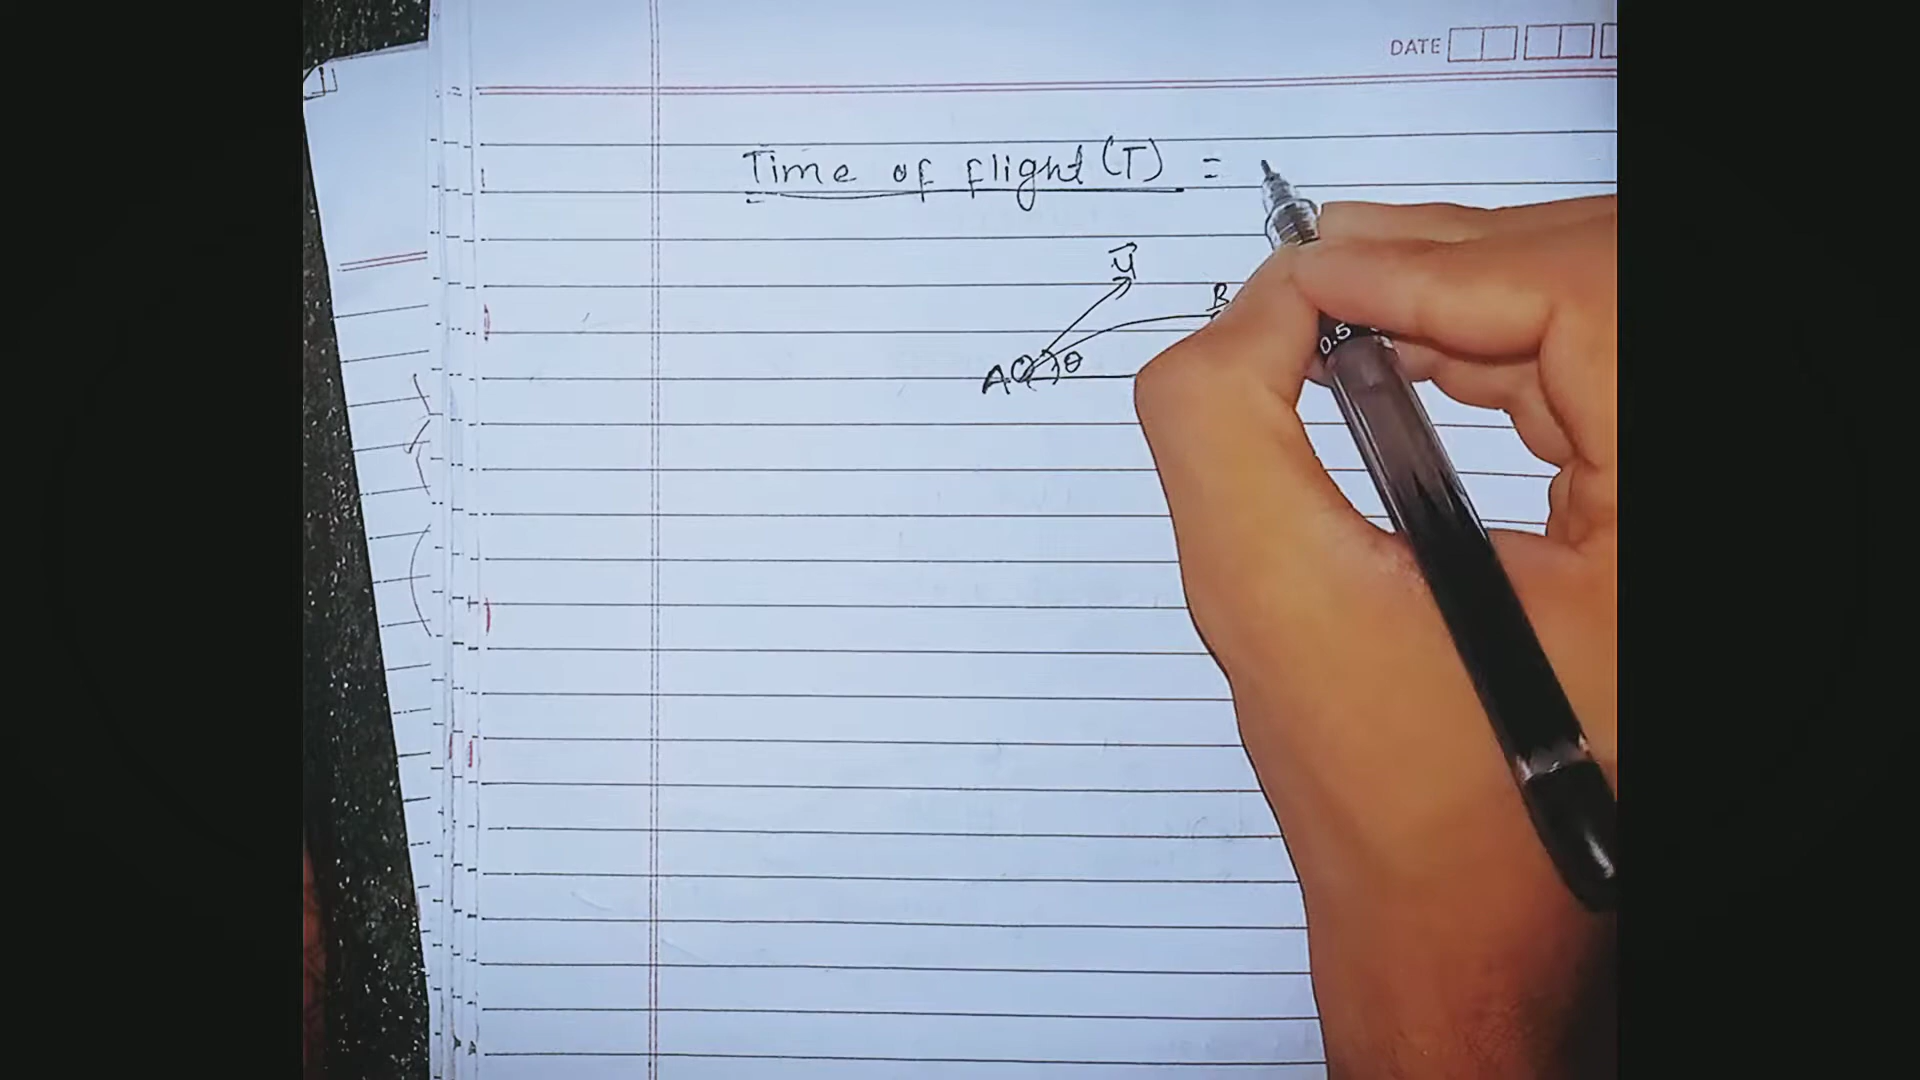 DATE
Time of flight (T) =
u⃗
B
A θ
0.5